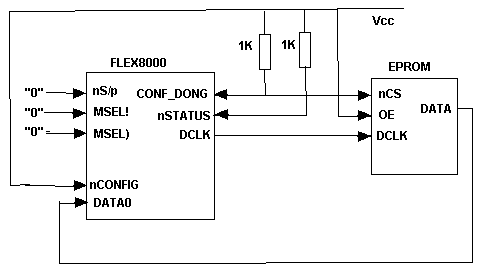 Vcc
1K 1K
FLEX8000 EPROM
"0" nS/p CONF_DONG nCS
"0" MSEL! nSTATUS OE DATA
"0" MSEL) DCLK DCLK
nCONFIG
DATA0